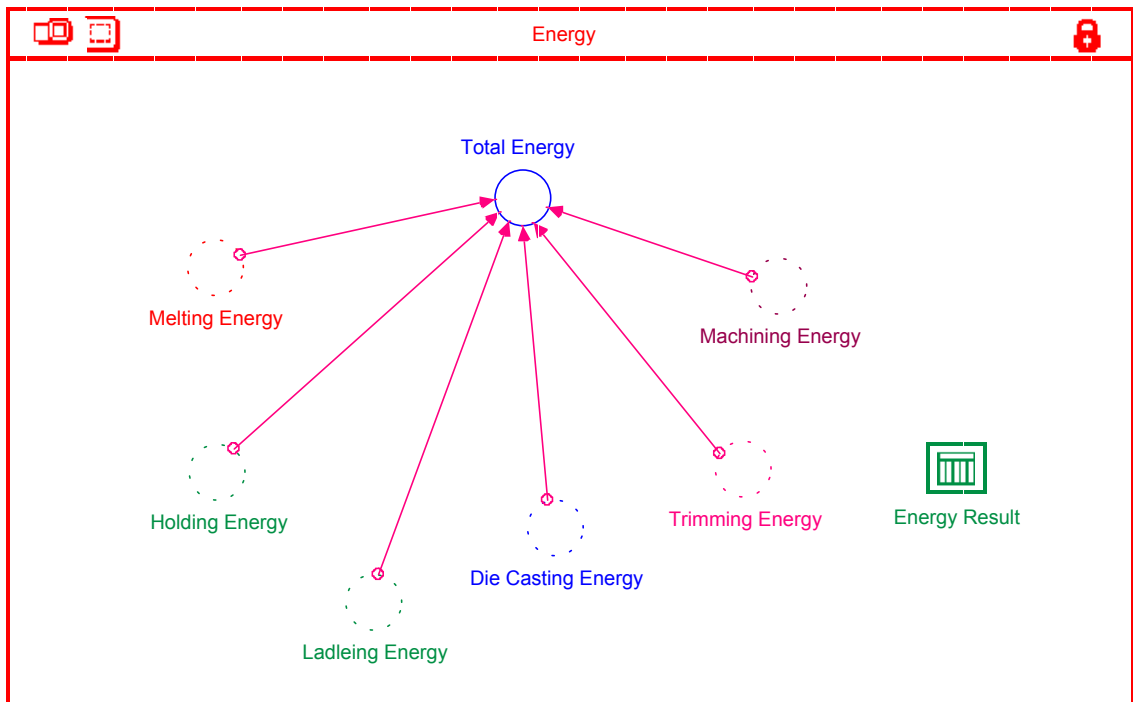 Energy
Total Energy
Melting Energy
Machining Energy
Holding Energy
Trimming Energy
Energy Result
Die Casting Energy
Ladleing Energy